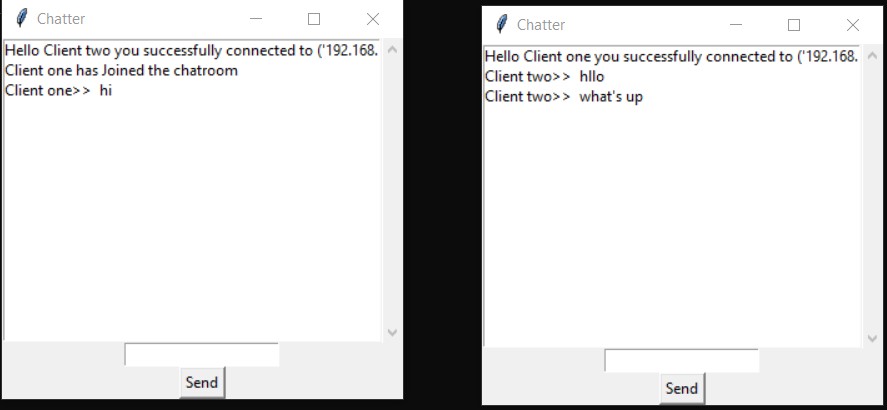 Chatter
Hello Client two you successfully connected to ('192.168.
Client one has Joined the chatroom
Client one>>  hi
Send
Chatter
Hello Client one you successfully connected to ('192.168.
Client two>>  hllo
Client two>>  what's up
Send